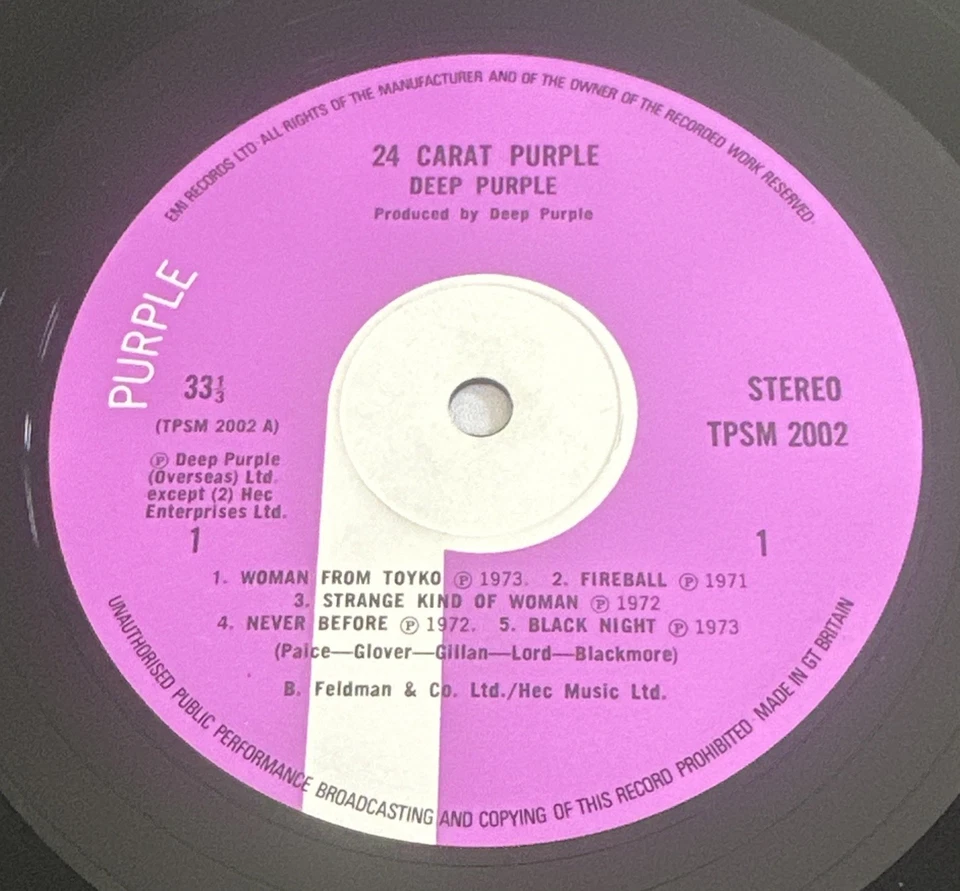 EMI RECORDS LTD· ALL RIGHTS OF THE MANUFACTURER AND OF THE OWNER OF THE RECORDED WORK RESERVED·
24 CARAT PURPLE
DEEP PURPLE
Produced by Deep Purple
PURPLE
33⅓
STEREO
(TPSM 2002 A)
TPSM 2002
Ⓟ Deep Purple
(Overseas) Ltd.
except (2) Hec
Enterprises Ltd.
1
1
1. WOMAN FROM TOYKO Ⓟ 1973. 2. FIREBALL Ⓟ 1971
3. STRANGE KIND OF WOMAN Ⓟ 1972
4. NEVER BEFORE Ⓟ 1972. 5. BLACK NIGHT Ⓟ 1973
(Paice—Glover—Gillan—Lord—Blackmore)
B. Feldman & Co. Ltd./Hec Music Ltd.
UNAUTHORISED PUBLIC PERFORMANCE BROADCASTING AND COPYING OF THIS RECORD PROHIBITED· MADE IN GT BRITAIN